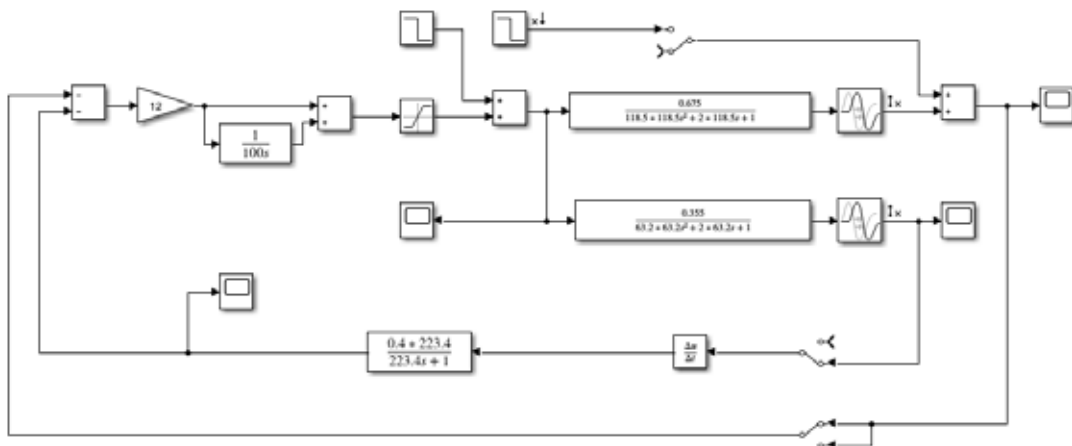 x↓
12
1
100s
0.675
118.5*118.5s²+2*118.5s+1
x
0.355
63.2*63.2s²+2*63.2s+1
x
0.4*223.4
223.4s+1
Δu
Δt